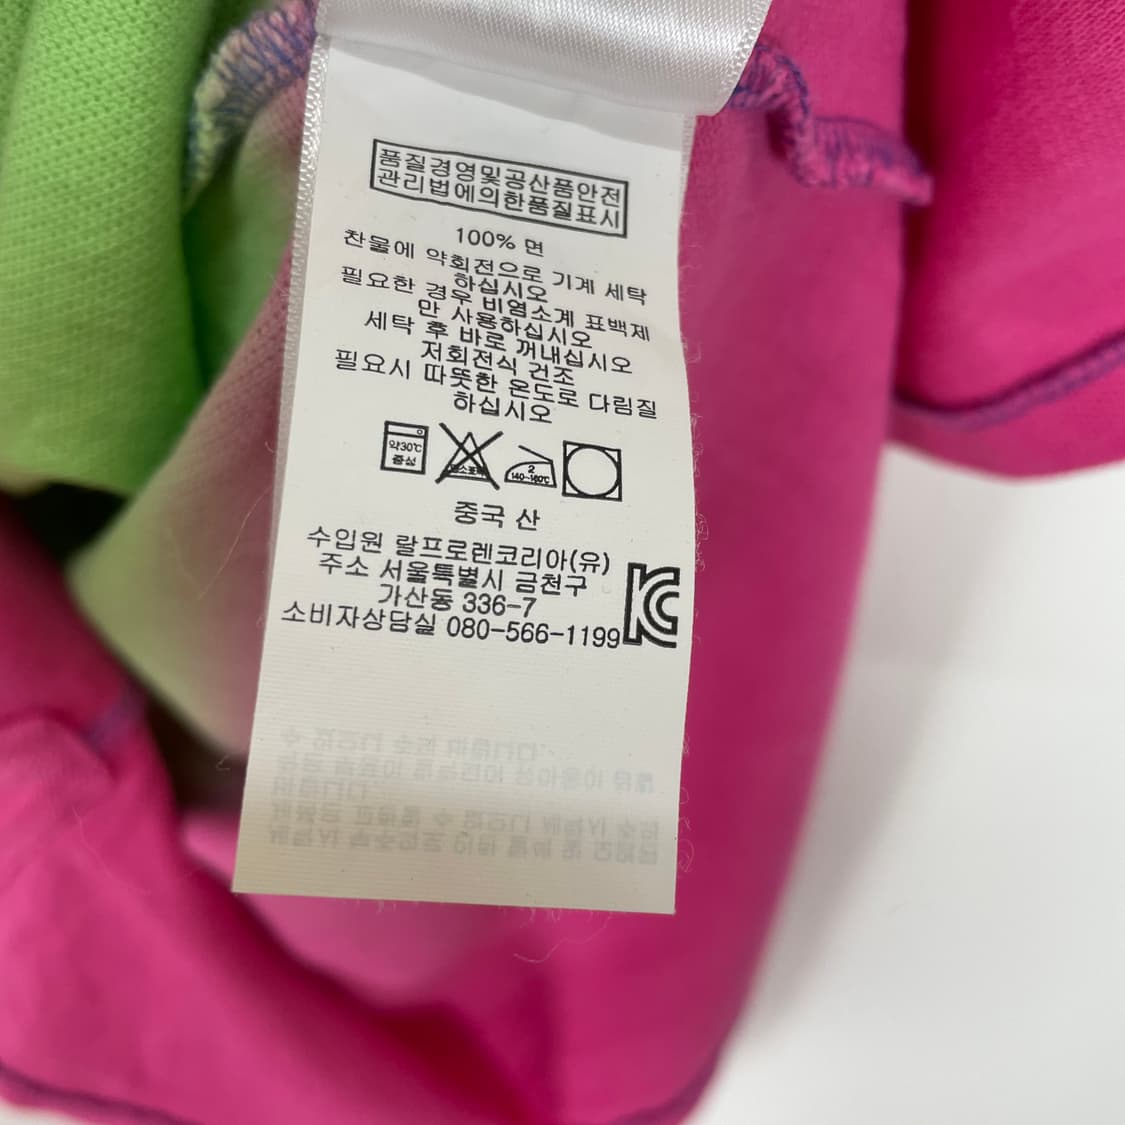 품질경영및공산품안전
관리법에의한품질표시
100% 면
찬물에 약회전으로 기계 세탁
하십시오
필요한 경우 비염소계 표백제
만 사용하십시오
세탁 후 바로 꺼내십시오
저회전식 건조
필요시 따뜻한 온도로 다림질
하십시오
약30℃
중성
2
140~160℃
중국 산
수입원 랄프로렌코리아(유)
주소 서울특별시 금천구
가산동 336-7
소비자상담실 080-566-1199